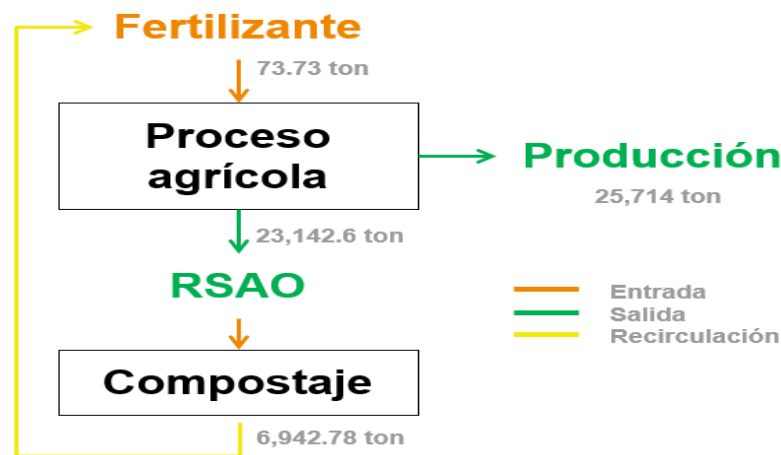 Fertilizante
73.73 ton
Proceso
agrícola
Producción
25,714 ton
23,142.6 ton
RSAO
Entrada
Salida
Recirculación
Compostaje
6,942.78 ton